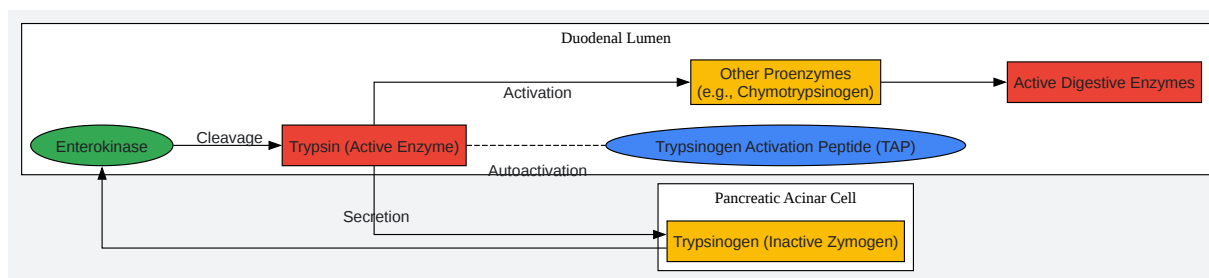 Duodenal Lumen
Other Proenzymes
(e.g., Chymotrypsinogen)
Active Digestive Enzymes
Activation
Cleavage
Enterokinase
Trypsin (Active Enzyme)
Trypsinogen Activation Peptide (TAP)
Autoactivation
Pancreatic Acinar Cell
Secretion
Trypsinogen (Inactive Zymogen)